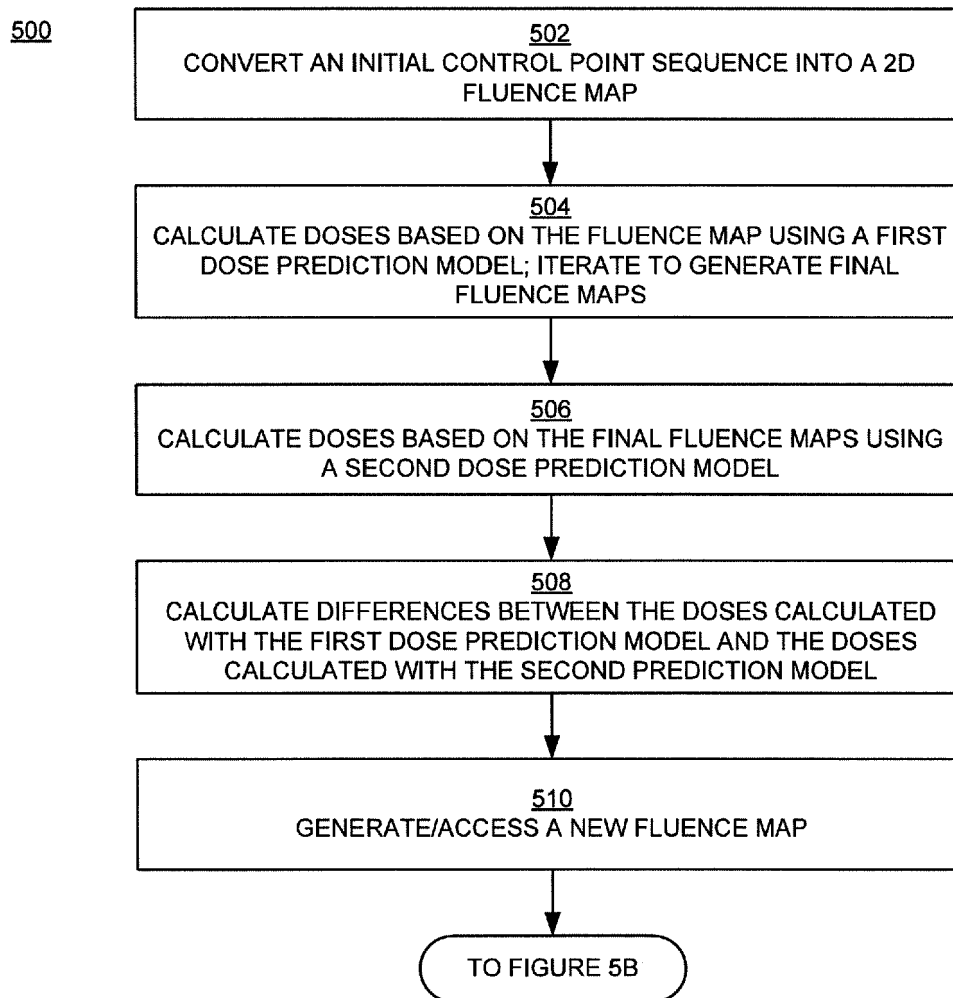 500
502
CONVERT AN INITIAL CONTROL POINT SEQUENCE INTO A 2D
FLUENCE MAP
504
CALCULATE DOSES BASED ON THE FLUENCE MAP USING A FIRST
DOSE PREDICTION MODEL; ITERATE TO GENERATE FINAL
FLUENCE MAPS
506
CALCULATE DOSES BASED ON THE FINAL FLUENCE MAPS USING
A SECOND DOSE PREDICTION MODEL
508
CALCULATE DIFFERENCES BETWEEN THE DOSES CALCULATED
WITH THE FIRST DOSE PREDICTION MODEL AND THE DOSES
CALCULATED WITH THE SECOND PREDICTION MODEL
510
GENERATE/ACCESS A NEW FLUENCE MAP
TO FIGURE 5B